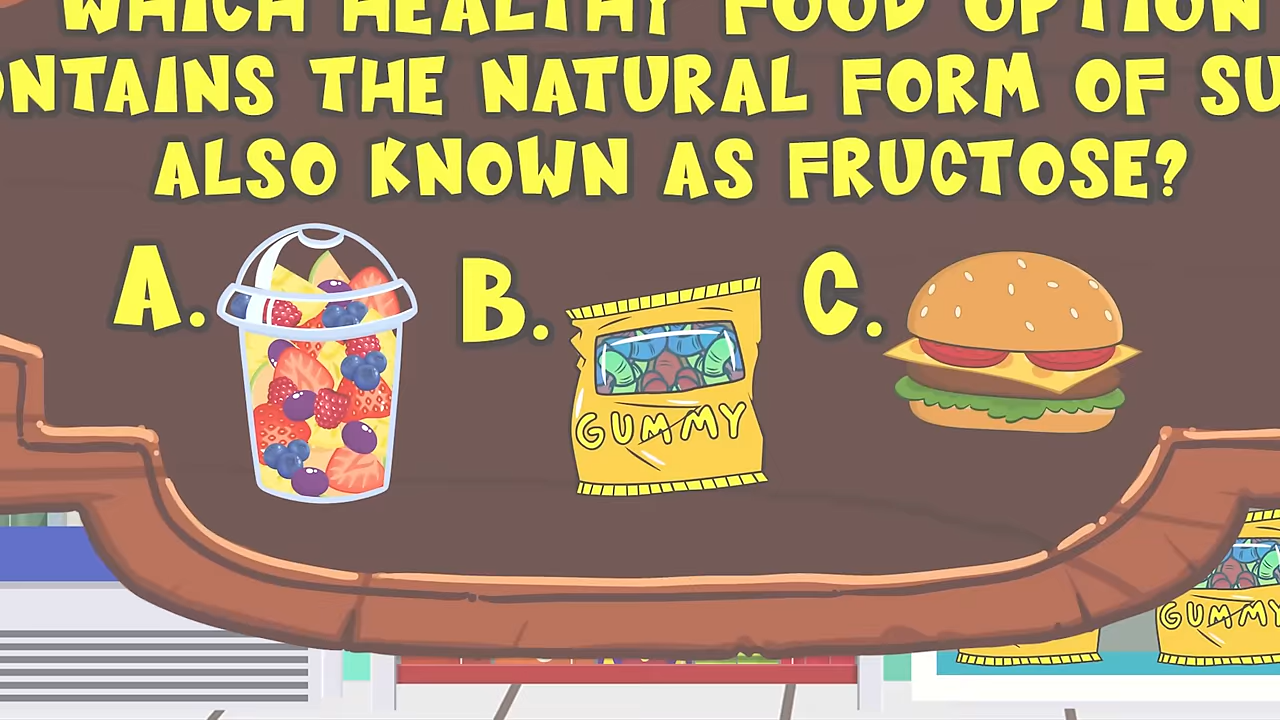 WHICH HEALTHY FOOD OPTION
ONTAINS THE NATURAL FORM OF SU
ALSO KNOWN AS FRUCTOSE?
A. B. C.
GUMMY
GUMMY